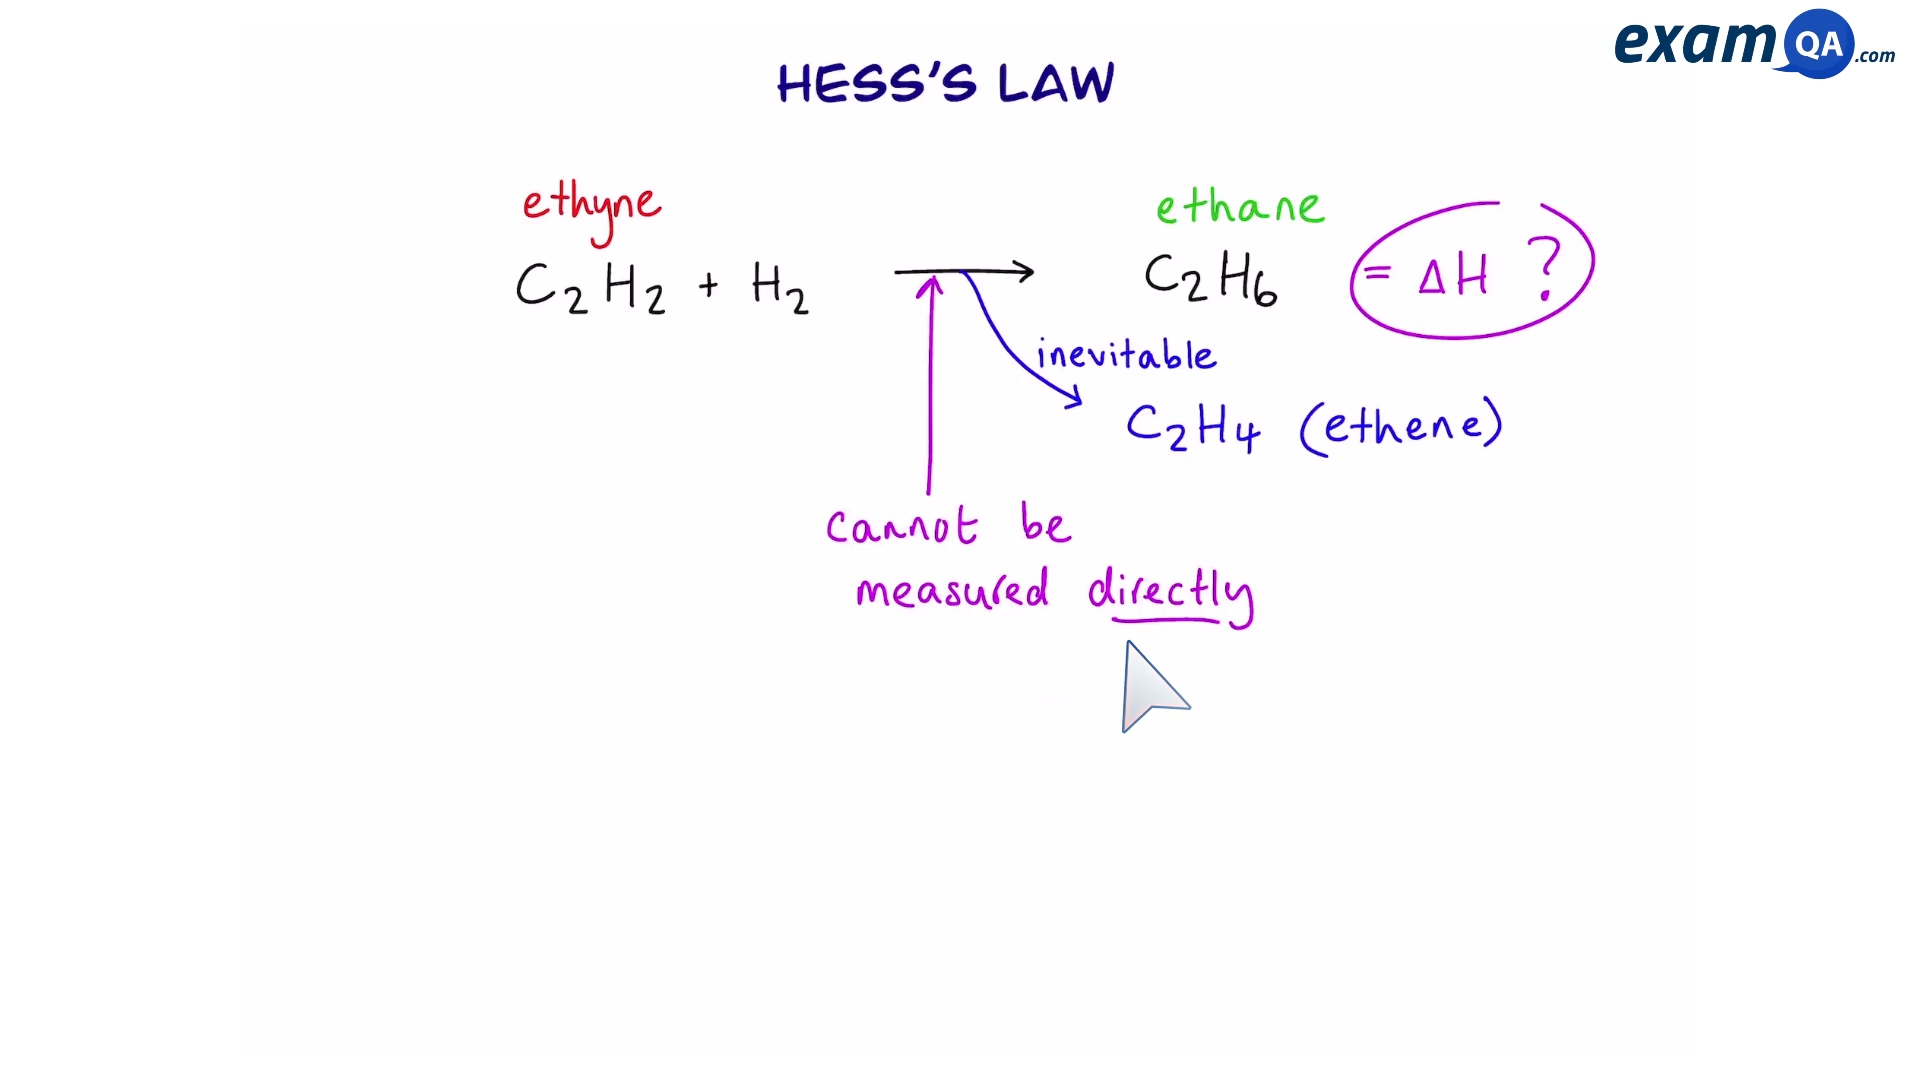 examQA.com
HESS'S LAW
ethyne
ethane
C₂H₂ + H₂ → C₂H₆ = ΔH ?
inevitable
C₂H₄ (ethene)
cannot be
measured directly